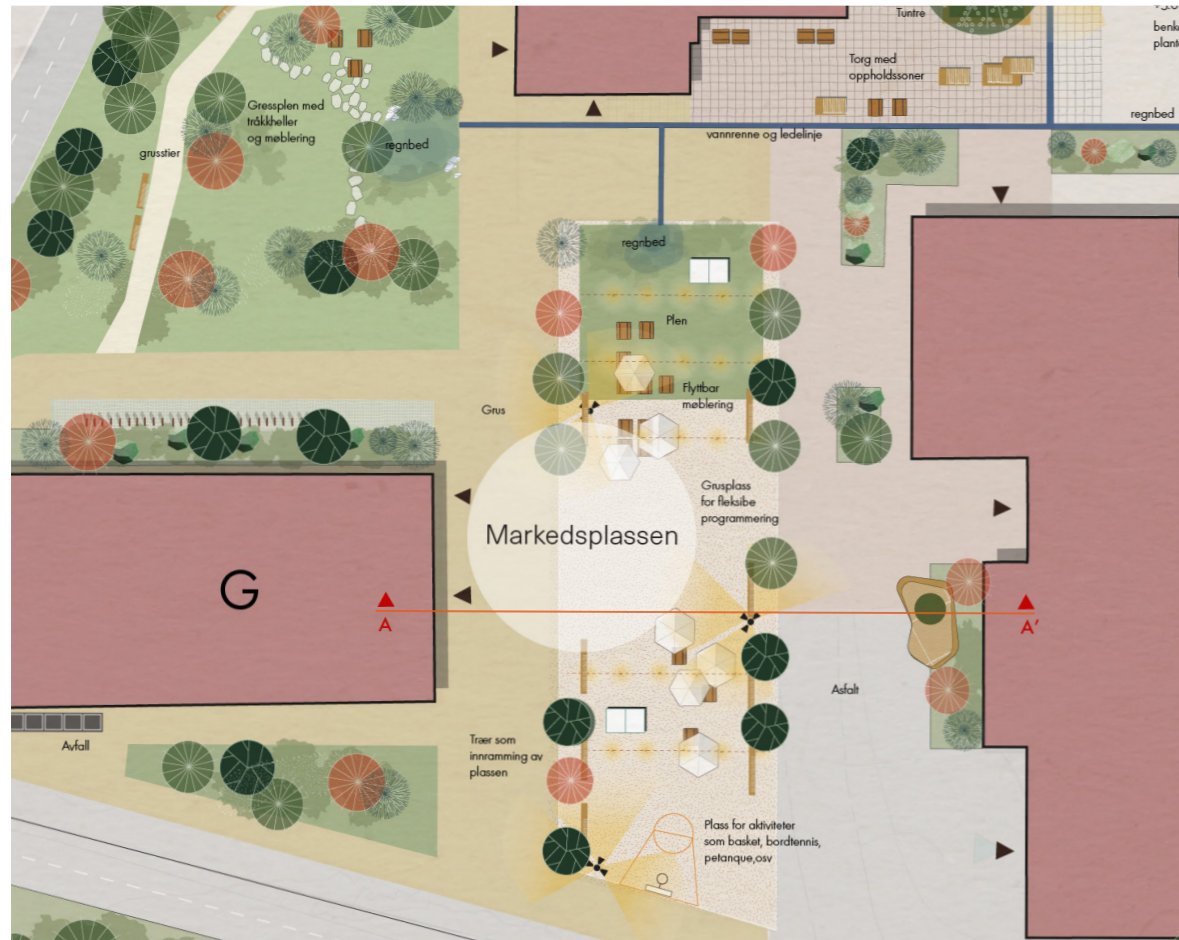 Tuntre
benke
plante
Torg med
oppholdssoner
regnbed
Gressplen med
tråkkheller
og møblering
grusstier
regnbed
vannrenne og ledelinje
regnbed
Plen
Flyttbar
møblering
Grus
Grusplass
for fleksibe
programmering
Markedsplassen
G
A
A'
Asfalt
Avfall
Trær som
innramming av
plassen
Plass for aktiviteter
som basket, bordtennis,
petanque,osv